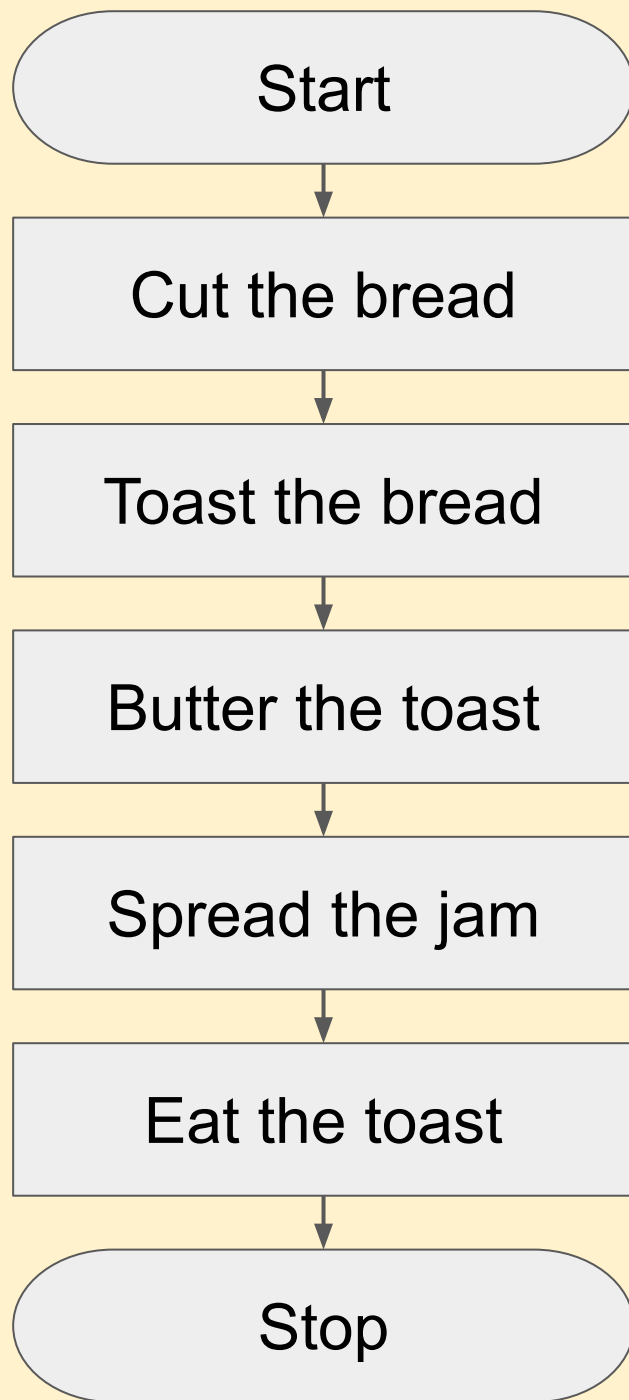 Start
Cut the bread
Toast the bread
Butter the toast
Spread the jam
Eat the toast
Stop